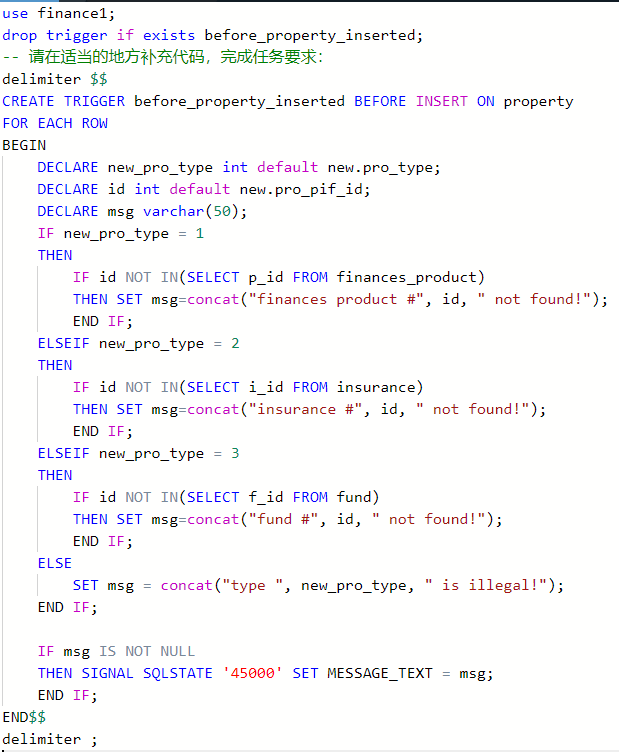 use finance1;
drop trigger if exists before_property_inserted;
-- 请在适当的地方补充代码，完成任务要求：
delimiter $$
CREATE TRIGGER before_property_inserted BEFORE INSERT ON property
FOR EACH ROW
BEGIN
    DECLARE new_pro_type int default new.pro_type;
    DECLARE id int default new.pro_pif_id;
    DECLARE msg varchar(50);
    IF new_pro_type = 1
    THEN
        IF id NOT IN(SELECT p_id FROM finances_product)
        THEN SET msg=concat("finances product #", id, " not found!");
        END IF;
    ELSEIF new_pro_type = 2
    THEN
        IF id NOT IN(SELECT i_id FROM insurance)
        THEN SET msg=concat("insurance #", id, " not found!");
        END IF;
    ELSEIF new_pro_type = 3
    THEN
        IF id NOT IN(SELECT f_id FROM fund)
        THEN SET msg=concat("fund #", id, " not found!");
        END IF;
    ELSE
        SET msg = concat("type ", new_pro_type, " is illegal!");
    END IF;

    IF msg IS NOT NULL
    THEN SIGNAL SQLSTATE '45000' SET MESSAGE_TEXT = msg;
    END IF;
END$$
delimiter ;